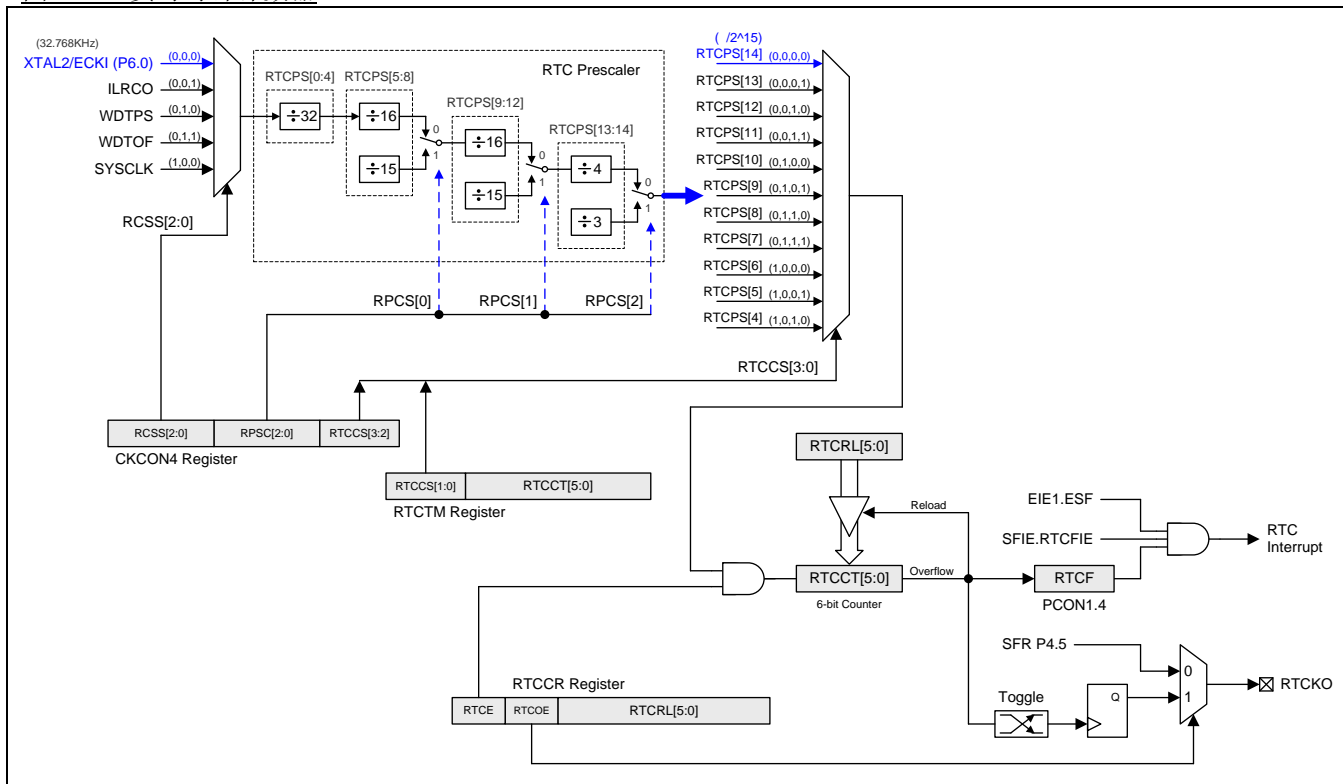 (32.768KHz)
XTAL2/ECKI (P6.0) (0,0,0)
ILRCO (0,0,1)
WDTPS (0,1,0)
WDTOF (0,1,1)
SYSCLK (1,0,0)
RCSS[2:0]
RTC Prescaler
RTCPS[0:4]
÷32
RTCPS[5:8]
÷16
÷15
0
1
RTCPS[9:12]
÷16
÷15
0
1
RTCPS[13:14]
÷4
÷3
0
1
RPCS[0] RPCS[1] RPCS[2]
( /2^15)
RTCPS[14] (0,0,0,0)
RTCPS[13] (0,0,0,1)
RTCPS[12] (0,0,1,0)
RTCPS[11] (0,0,1,1)
RTCPS[10] (0,1,0,0)
RTCPS[9] (0,1,0,1)
RTCPS[8] (0,1,1,0)
RTCPS[7] (0,1,1,1)
RTCPS[6] (1,0,0,0)
RTCPS[5] (1,0,0,1)
RTCPS[4] (1,0,1,0)
RTCCS[3:0]
RCSS[2:0] RPSC[2:0] RTCCS[3:2]
CKCON4 Register
RTCCS[1:0] RTCCT[5:0]
RTCTM Register
RTCRL[5:0]
Reload
RTCCT[5:0] Overflow
6-bit Counter
EIE1.ESF
SFIE.RTCFIE
RTCF
PCON1.4
RTC
Interrupt
SFR P4.5
0
1
RTCKO
Toggle
Q
RTCCR Register
RTCE RTCOE RTCRL[5:0]